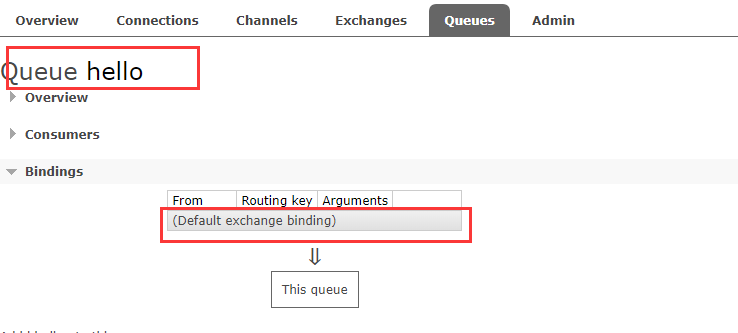 Overview Connections Channels Exchanges Queues Admin
Queue hello
Overview
Consumers
Bindings
From Routing key Arguments
(Default exchange binding)
⇓
This queue